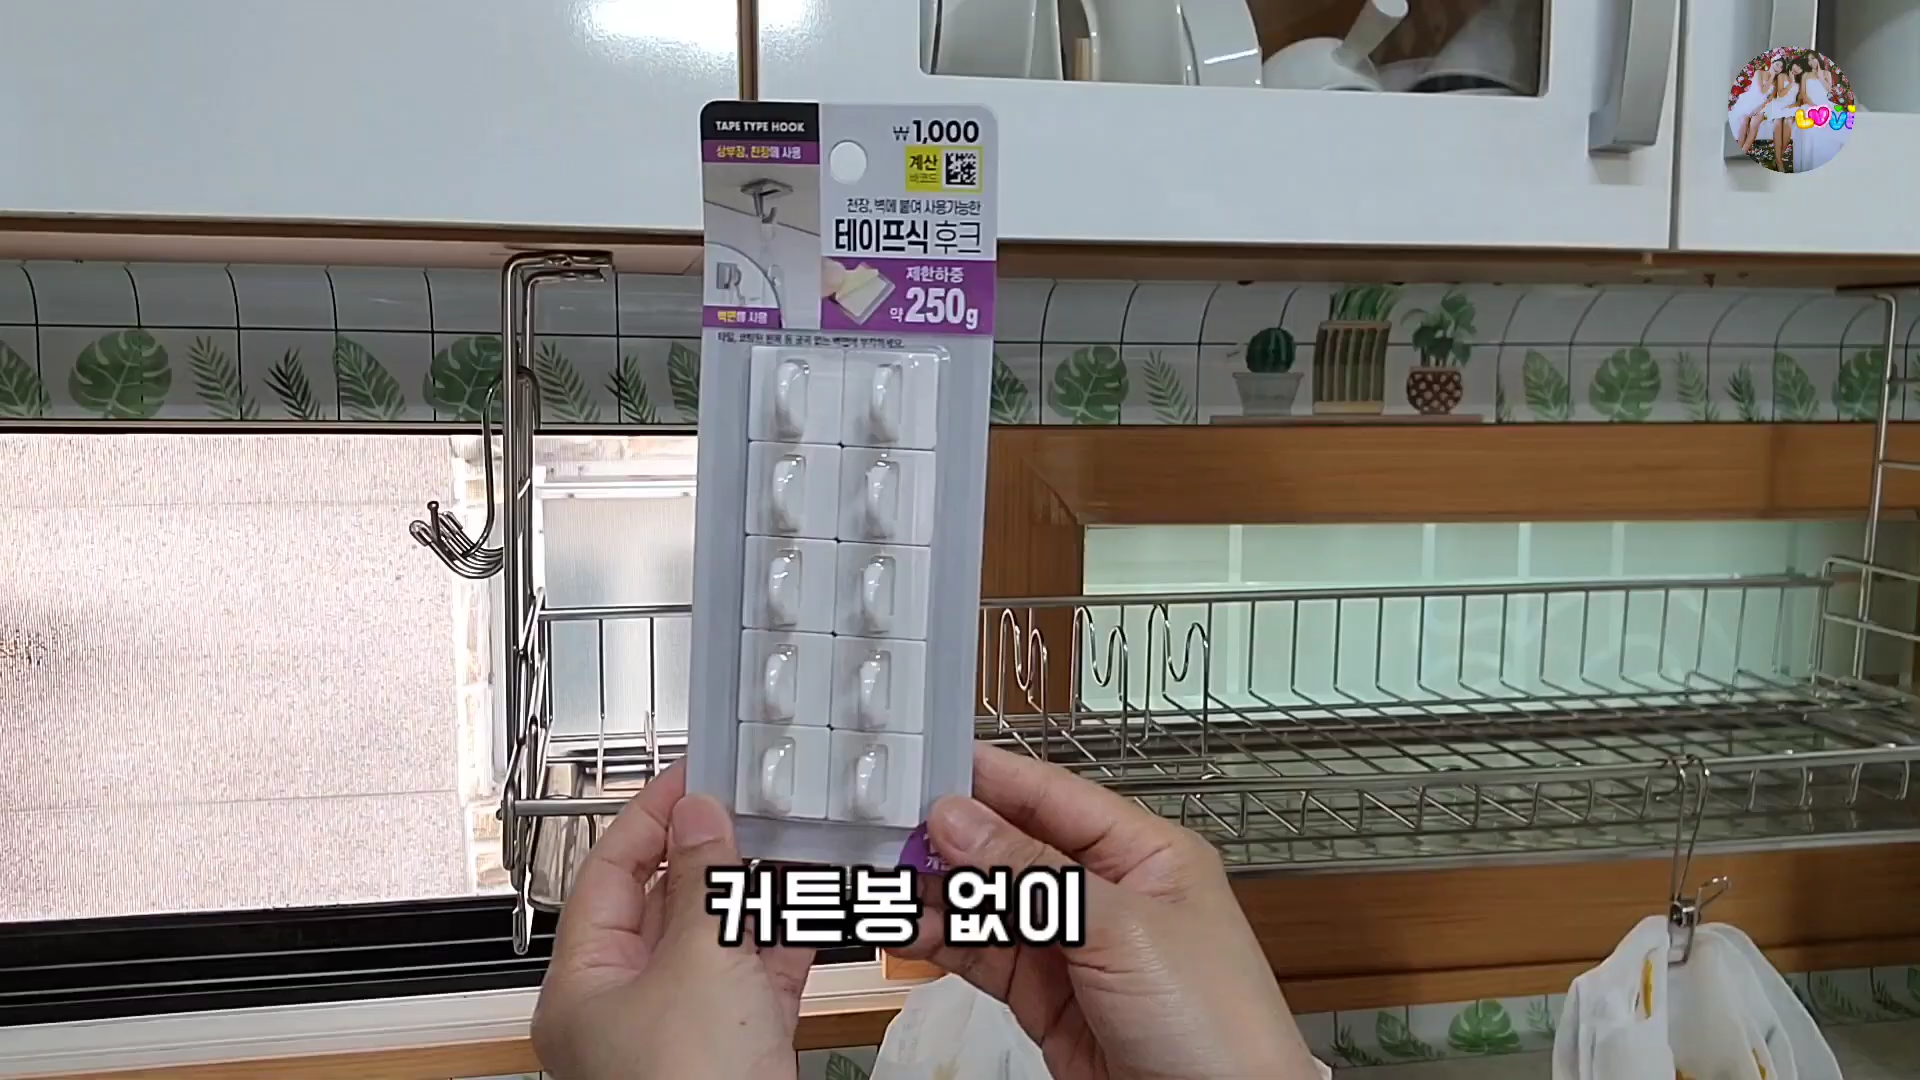 TAPE TYPE HOOK
상부장, 천장에 사용
₩1,000
계산
바코드
천장, 벽에 붙여 사용가능한
테이프식 후크
제한하중
약 250g
벽면에 사용
커튼봉 없이
LOVE